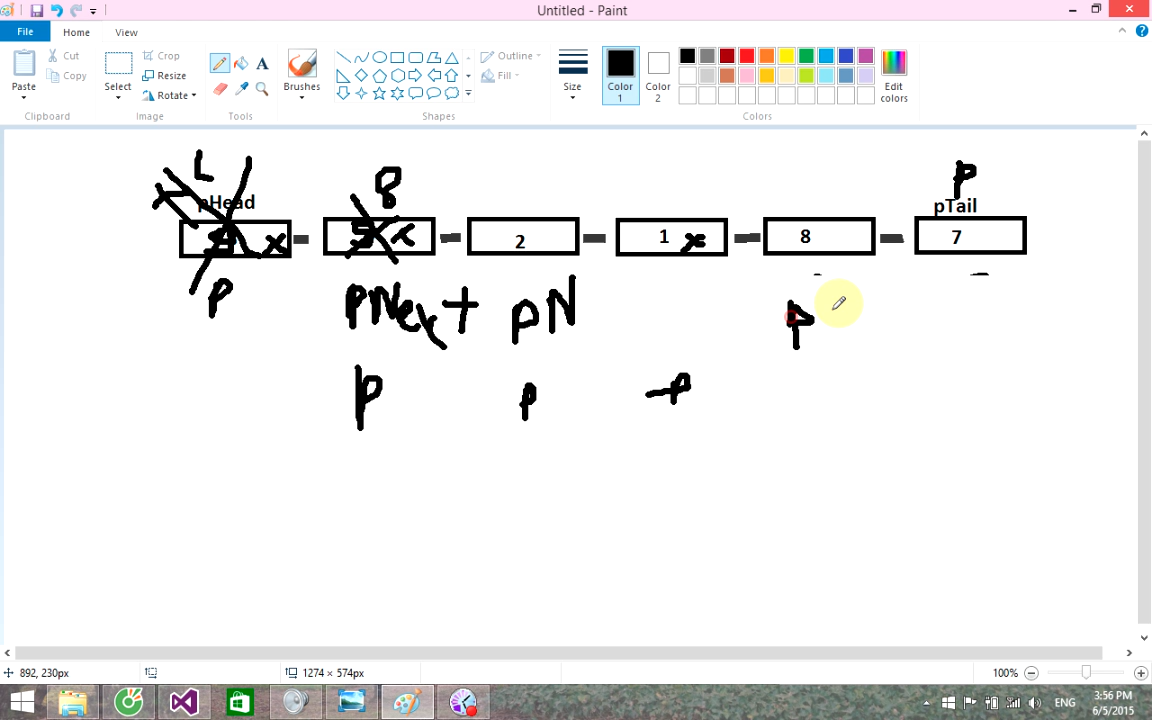 Untitled - Paint
File Home View
Paste
Cut
Copy
Clipboard
Select
Crop
Resize
Rotate
Image
Tools
Brushes
Shapes
Outline
Fill
Size
Color 1
Color 2
Edit colors
Colors
L
8
p
pHead
pTail
x
5
2
1
x
8
7
p
pNext
pN
p
p
p
p
892, 230px
1274 × 574px
100%
ENG
3:56 PM
6/5/2015